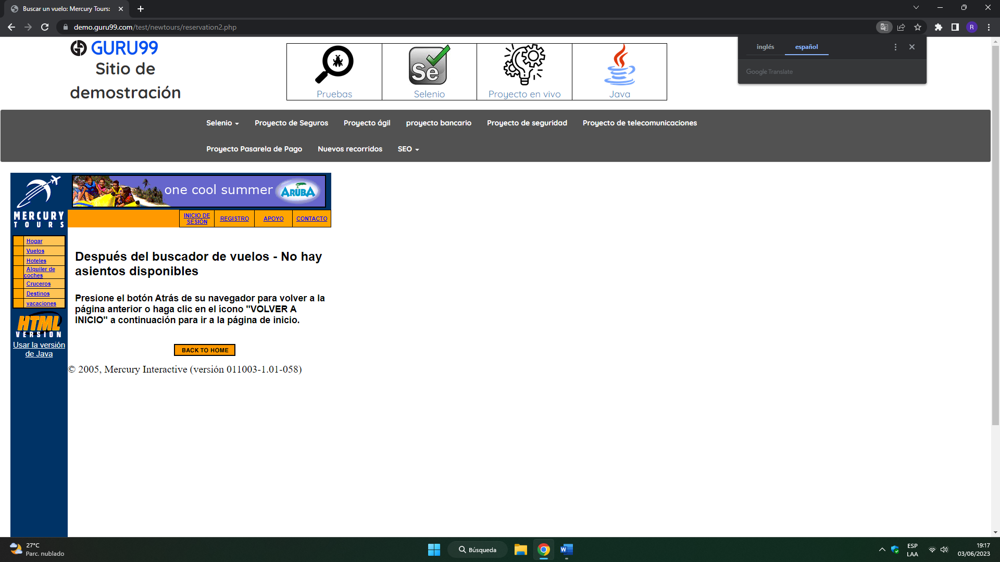 Buscar un vuelo: Mercury Tours:
demo.guru99.com/test/newtours/reservation2.php
R
inglés
español
Google Translate
GURU99
Sitio de
demostración
Se
Pruebas
Selenio
Proyecto en vivo
Java
Selenio
Proyecto de Seguros
Proyecto ágil
proyecto bancario
Proyecto de seguridad
Proyecto de telecomunicaciones
Proyecto Pasarela de Pago
Nuevos recorridos
SEO
MERCURY
TOURS
one cool summer
ARUBA
INICIO DE
SESIÓN
REGISTRO
APOYO
CONTACTO
Hogar
Vuelos
Hoteles
Alquiler de
coches
Cruceros
Destinos
vacaciones
HTML
VERSION
Usar la versión
de Java
Después del buscador de vuelos - No hay
asientos disponibles
Presione el botón Atrás de su navegador para volver a la
página anterior o haga clic en el ícono "VOLVER A
INICIO" a continuación para ir a la página de inicio.
BACK TO HOME
© 2005, Mercury Interactive (versión 011003-1.01-058)
27°C
Parc. nublado
Búsqueda
W
ESP
LAA
19:17
03/06/2023